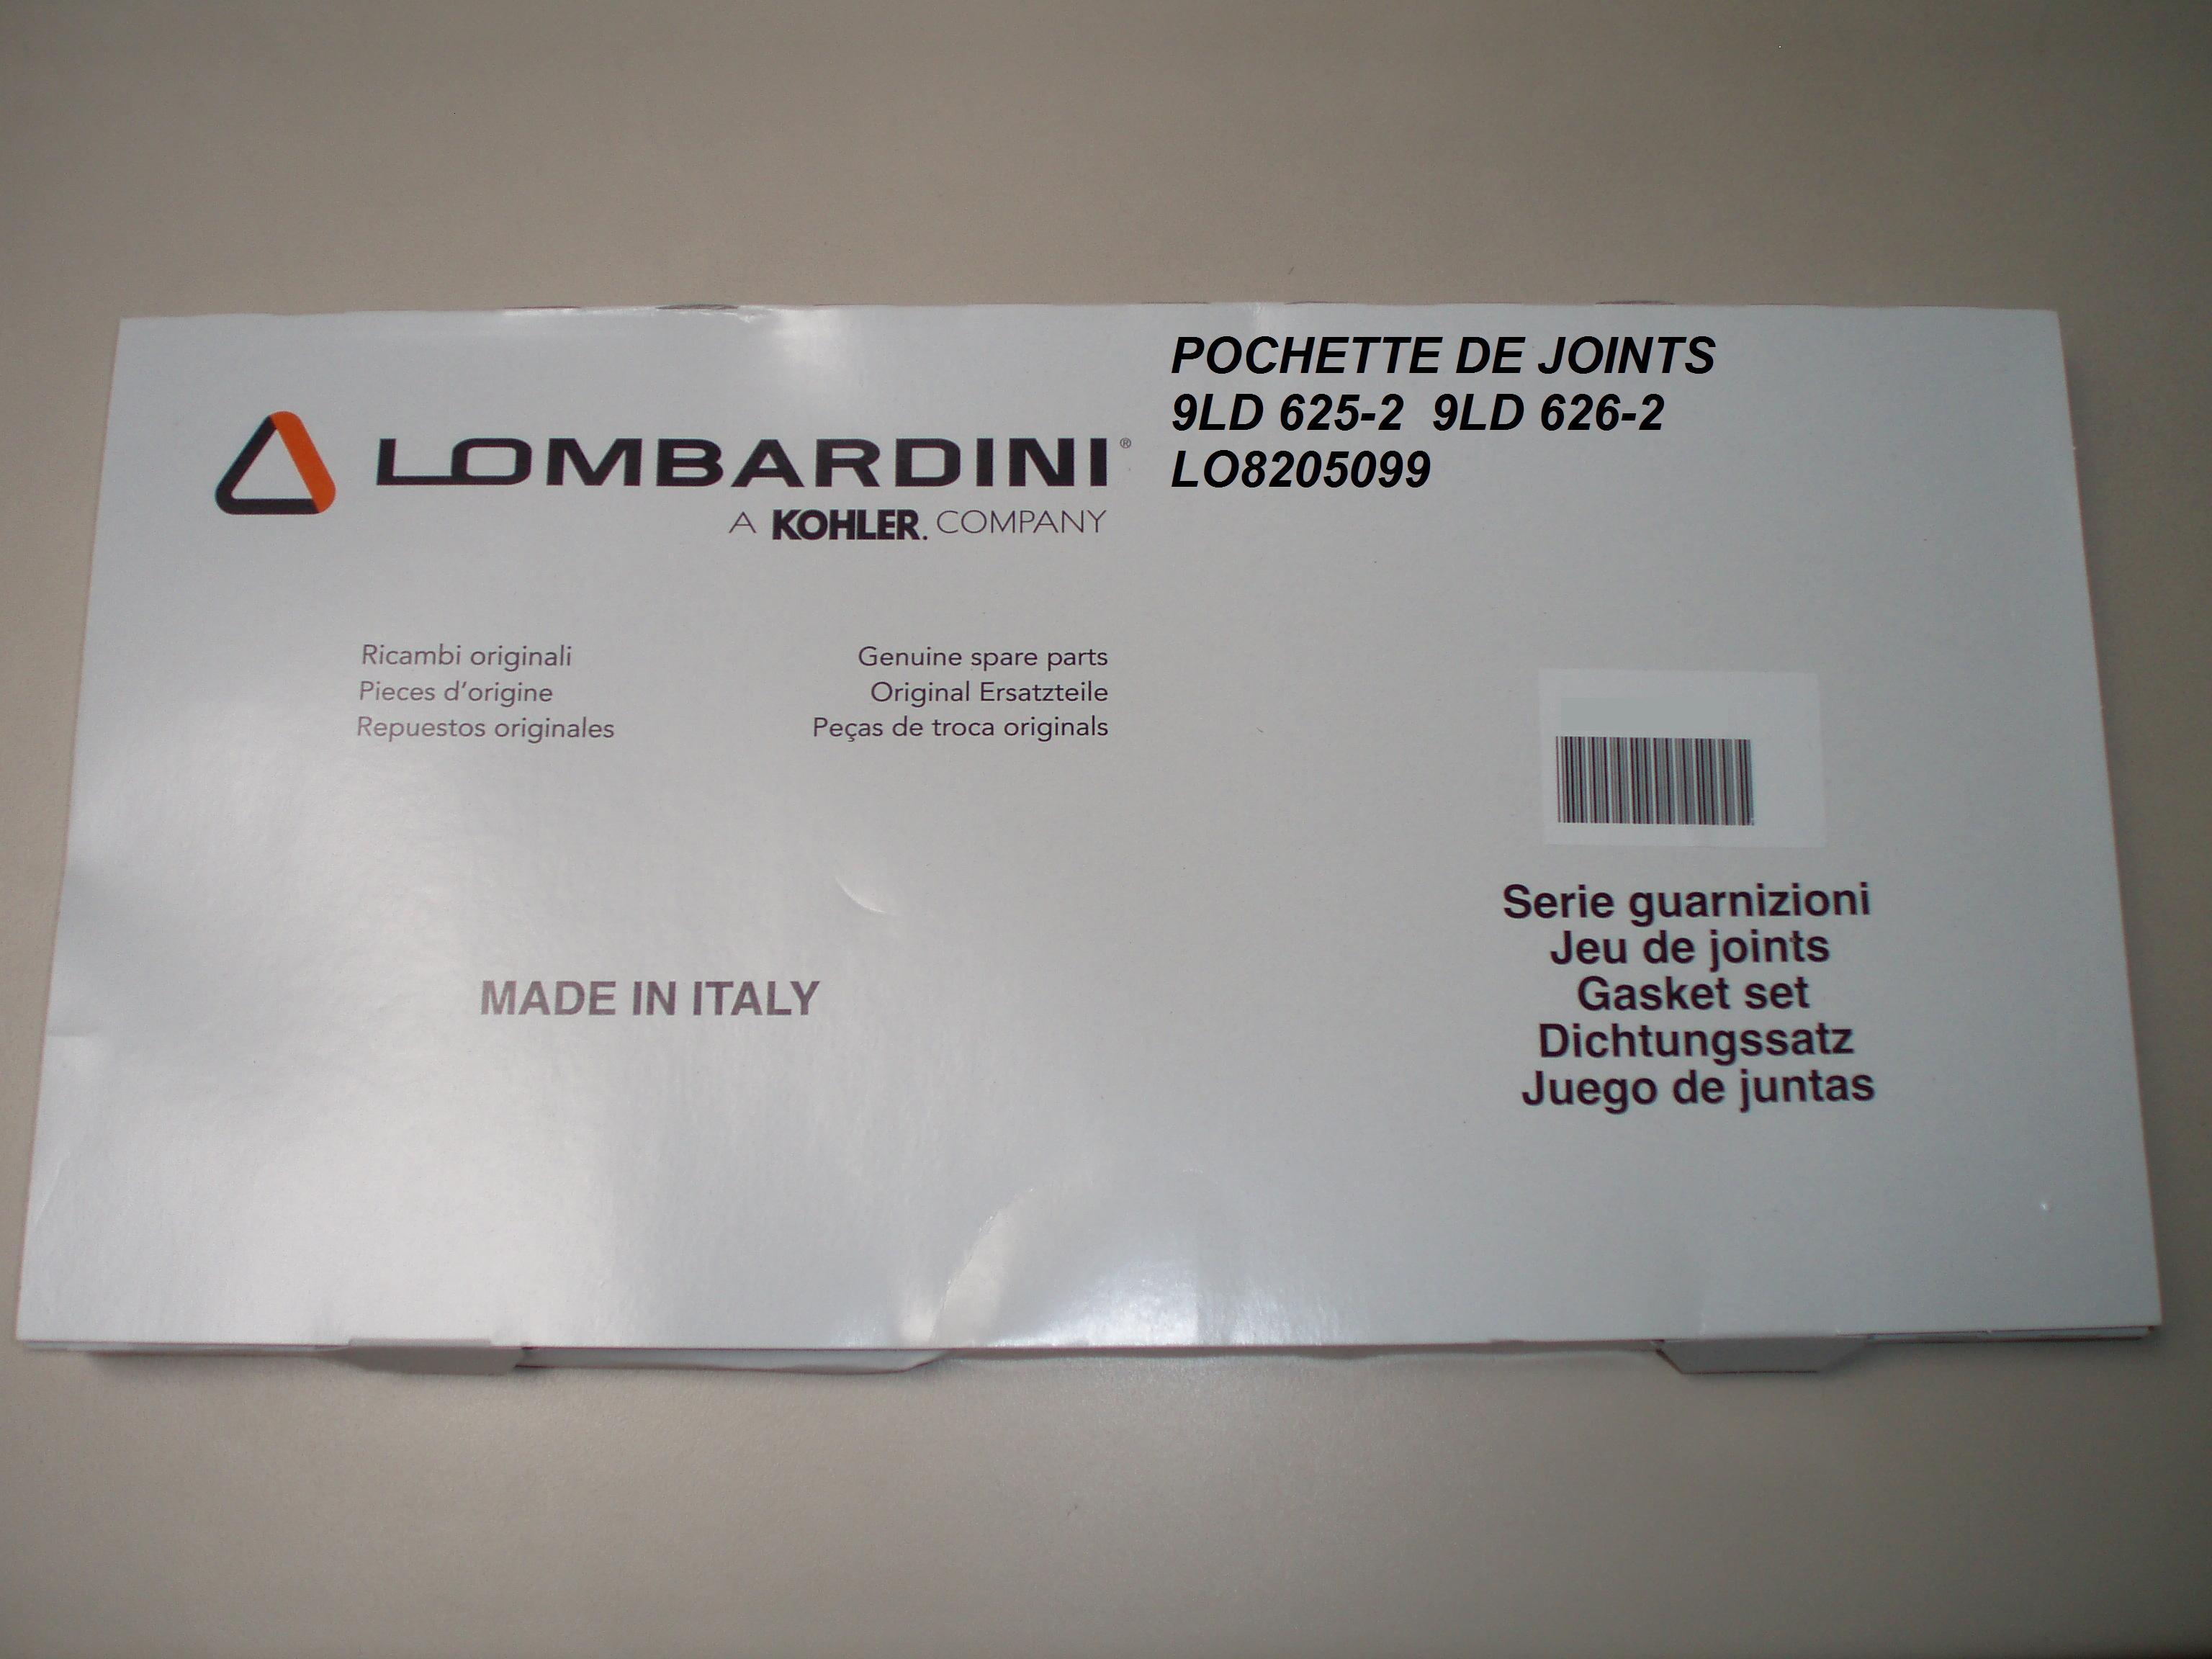 POCHETTE DE JOINTS
9LD 625-2 9LD 626-2
LO8205099
LOMBARDINI®
A KOHLER. COMPANY
Ricambi originali
Pieces d'origine
Repuestos originales
Genuine spare parts
Original Ersatzteile
Peças de troca originals
MADE IN ITALY
Serie guarnizioni
Jeu de joints
Gasket set
Dichtungssatz
Juego de juntas